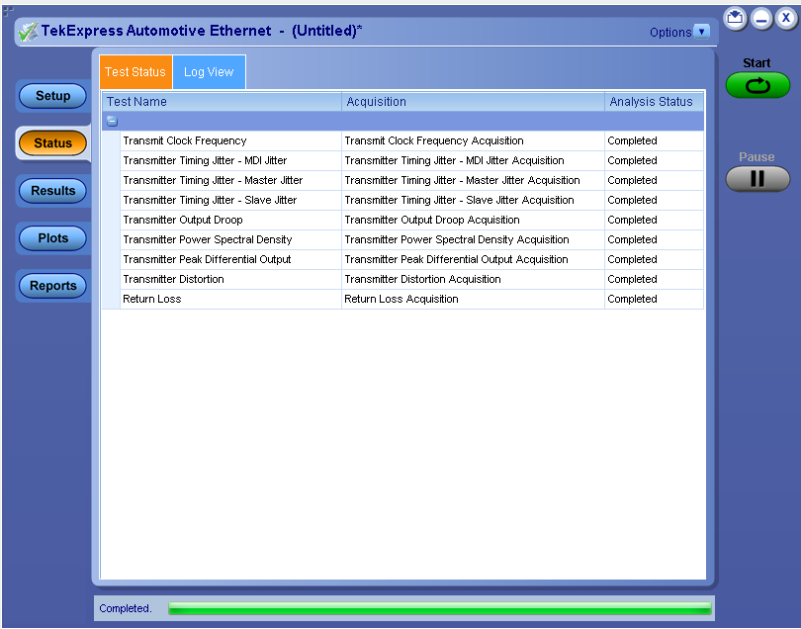 TekExpress Automotive Ethernet - (Untitled)*
Options
Start
Pause
Setup
Status
Results
Plots
Reports
Test Status Log View
Test Name Acquisition Analysis Status
Transmit Clock Frequency Transmit Clock Frequency Acquisition Completed
Transmitter Timing Jitter - MDI Jitter Transmitter Timing Jitter - MDI Jitter Acquisition Completed
Transmitter Timing Jitter - Master Jitter Transmitter Timing Jitter - Master Jitter Acquisition Completed
Transmitter Timing Jitter - Slave Jitter Transmitter Timing Jitter - Slave Jitter Acquisition Completed
Transmitter Output Droop Transmitter Output Droop Acquisition Completed
Transmitter Power Spectral Density Transmitter Power Spectral Density Acquisition Completed
Transmitter Peak Differential Output Transmitter Peak Differential Output Acquisition Completed
Transmitter Distortion Transmitter Distortion Acquisition Completed
Return Loss Return Loss Acquisition Completed
Completed.